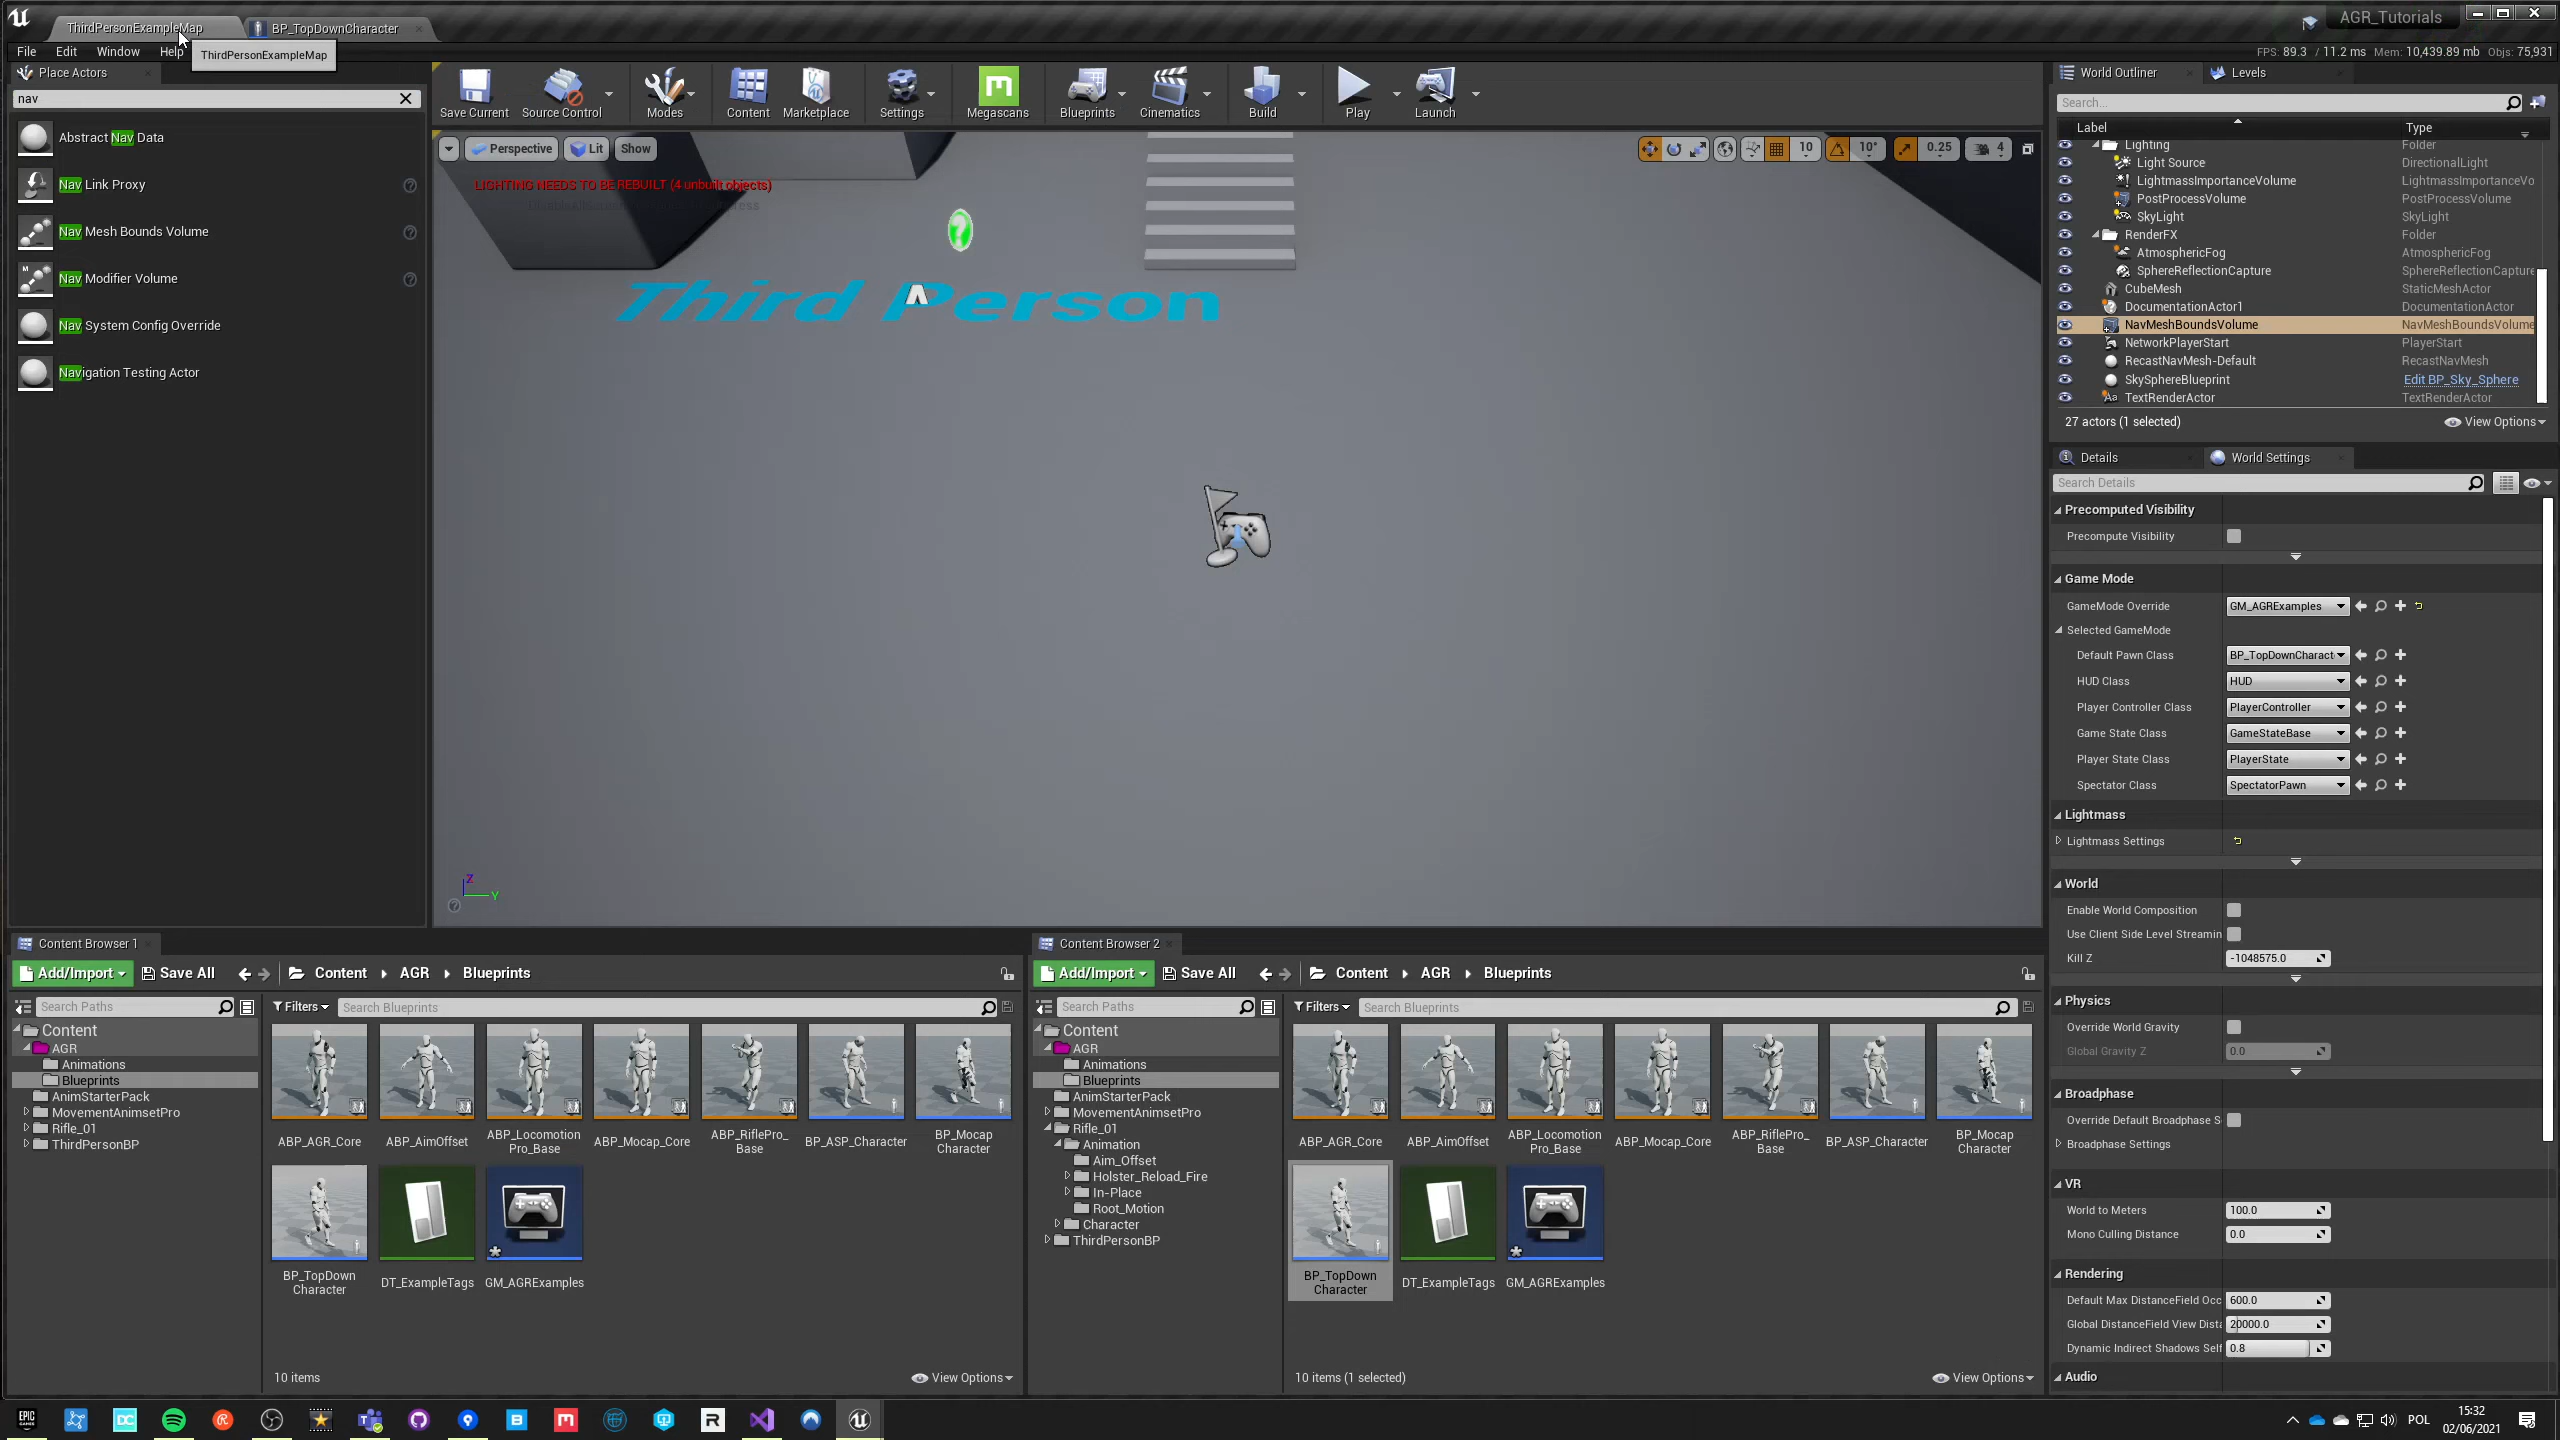 ThirdPersonExampleMap
BP_TopDownCharacter
AGR_Tutorials
File
Edit
Window
Help
ThirdPersonExampleMap
FPS: 89.3 / 11.2 ms Mem: 10,439.89 mb Objs: 75,931
Place Actors
nav
Abstract Nav Data
Nav Link Proxy
Nav Mesh Bounds Volume
Nav Modifier Volume
Nav System Config Override
Navigation Testing Actor
Save Current
Source Control
Modes
Content
Marketplace
Settings
Megascans
Blueprints
Cinematics
Build
Play
Launch
Perspective
Lit
Show
10
10°
0.25
4
LIGHTING NEEDS TO BE REBUILT (4 unbuilt objects)
Third Person
Z
Y
World Outliner
Levels
Search...
Label
Type
Lighting Folder
Light Source DirectionalLight
LightmassImportanceVolume LightmassImportanceVo
PostProcessVolume PostProcessVolume
SkyLight SkyLight
RenderFX Folder
AtmosphericFog AtmosphericFog
SphereReflectionCapture SphereReflectionCapture
CubeMesh StaticMeshActor
DocumentationActor1 DocumentationActor
NavMeshBoundsVolume NavMeshBoundsVolume
NetworkPlayerStart PlayerStart
RecastNavMesh-Default RecastNavMesh
SkySphereBlueprint Edit BP_Sky_Sphere
TextRenderActor TextRenderActor
27 actors (1 selected)
View Options
Details
World Settings
Search Details
Precomputed Visibility
Precompute Visibility
Game Mode
GameMode Override GM_AGRExamples
Selected GameMode
Default Pawn Class BP_TopDownCharact
HUD Class HUD
Player Controller Class PlayerController
Game State Class GameStateBase
Player State Class PlayerState
Spectator Class SpectatorPawn
Lightmass
Lightmass Settings
World
Enable World Composition
Use Client Side Level Streamin
Kill Z -1048575.0
Physics
Override World Gravity
Global Gravity Z 0.0
Broadphase
Override Default Broadphase S
Broadphase Settings
VR
World to Meters 100.0
Mono Culling Distance 0.0
Rendering
Default Max DistanceField Occ 600.0
Global DistanceField View Dista 20000.0
Dynamic Indirect Shadows Self 0.8
Audio
Content Browser 1
Add/Import
Save All
Content
AGR
Blueprints
Search Paths
Filters
Search Blueprints
Content
AGR
Animations
Blueprints
AnimStarterPack
MovementAnimsetPro
Rifle_01
ThirdPersonBP
ABP_AGR_Core
ABP_AimOffset
ABP_Locomotion
Pro_Base
ABP_Mocap_Core
ABP_RiflePro_
Base
BP_ASP_Character
BP_Mocap
Character
BP_TopDown
Character
DT_ExampleTags
GM_AGRExamples
10 items
View Options
Content Browser 2
Add/Import
Save All
Content
AGR
Blueprints
Search Paths
Filters
Search Blueprints
Content
AGR
Animations
Blueprints
AnimStarterPack
MovementAnimsetPro
Rifle_01
Animation
Aim_Offset
Holster_Reload_Fire
In-Place
Root_Motion
Character
ThirdPersonBP
ABP_AGR_Core
ABP_AimOffset
ABP_Locomotion
Pro_Base
ABP_Mocap_Core
ABP_RiflePro_
Base
BP_ASP_Character
BP_Mocap
Character
BP_TopDown
Character
DT_ExampleTags
GM_AGRExamples
10 items (1 selected)
View Options
EPIC
GAMES
DC
B
R
POL
15:32
02/06/2021